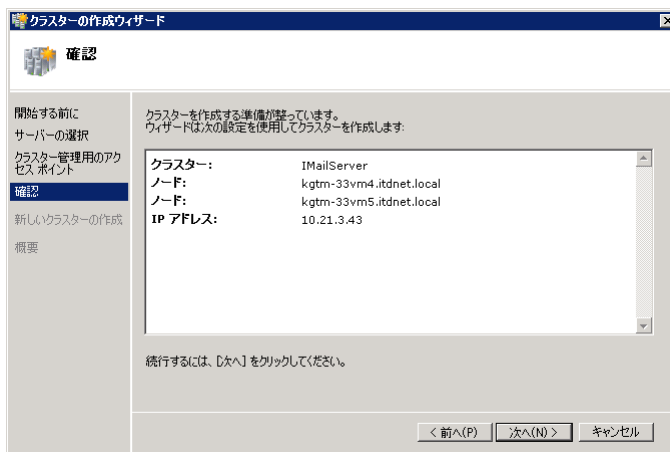 クラスターの作成ウィザード
確認
開始する前に
サーバーの選択
クラスター管理用のアク
セス ポイント
確認
新しいクラスターの作成
概要
クラスターを作成する準備が整っています。
ウィザードは次の設定を使用してクラスターを作成します:
クラスター: IMailServer
ノード: kgtm-33vm4.itdnet.local
ノード: kgtm-33vm5.itdnet.local
IP アドレス: 10.21.3.43
続行するには、[次へ] をクリックしてください。
< 前へ(P) 次へ(N) > キャンセル